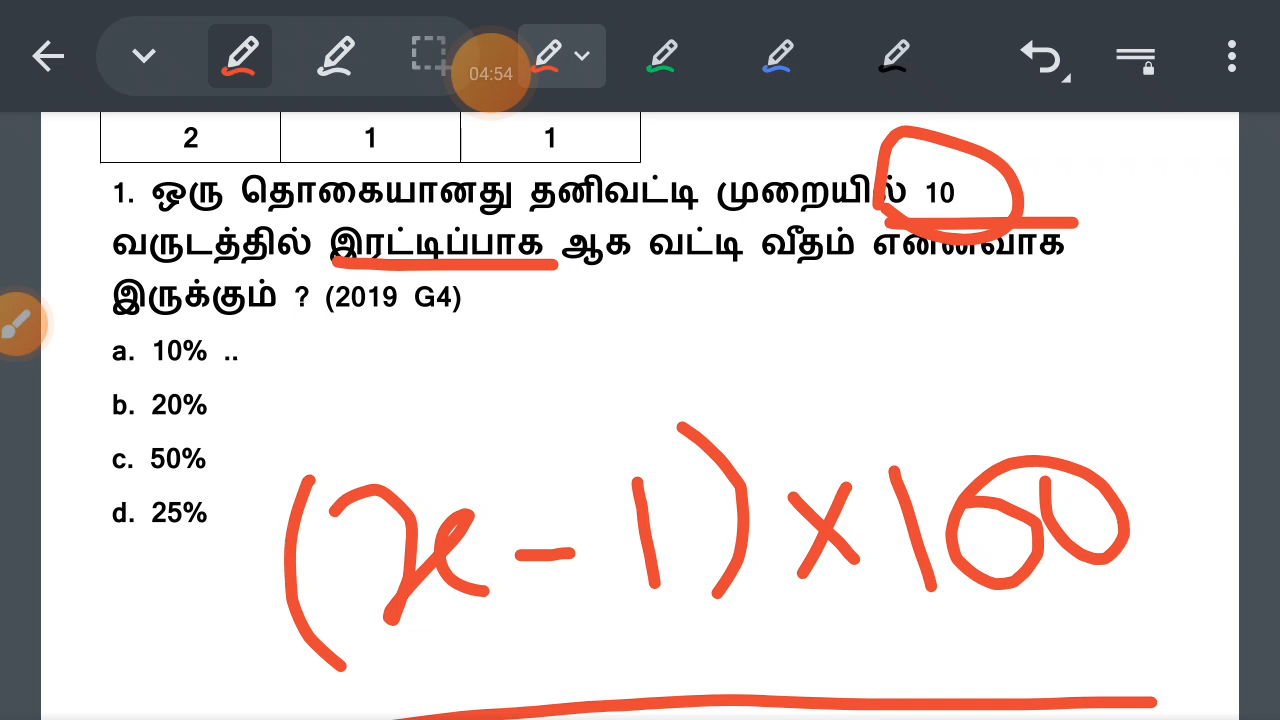 04:54
2 1 1
1. ஒரு தொகையானது தனிவட்டி முறையில் 10
வருடத்தில் இரட்டிப்பாக ஆக வட்டி வீதம் என்னவாக
இருக்கும் ? (2019 G4)
a. 10% ..
b. 20%
c. 50%
d. 25%
(x - 1) × 100